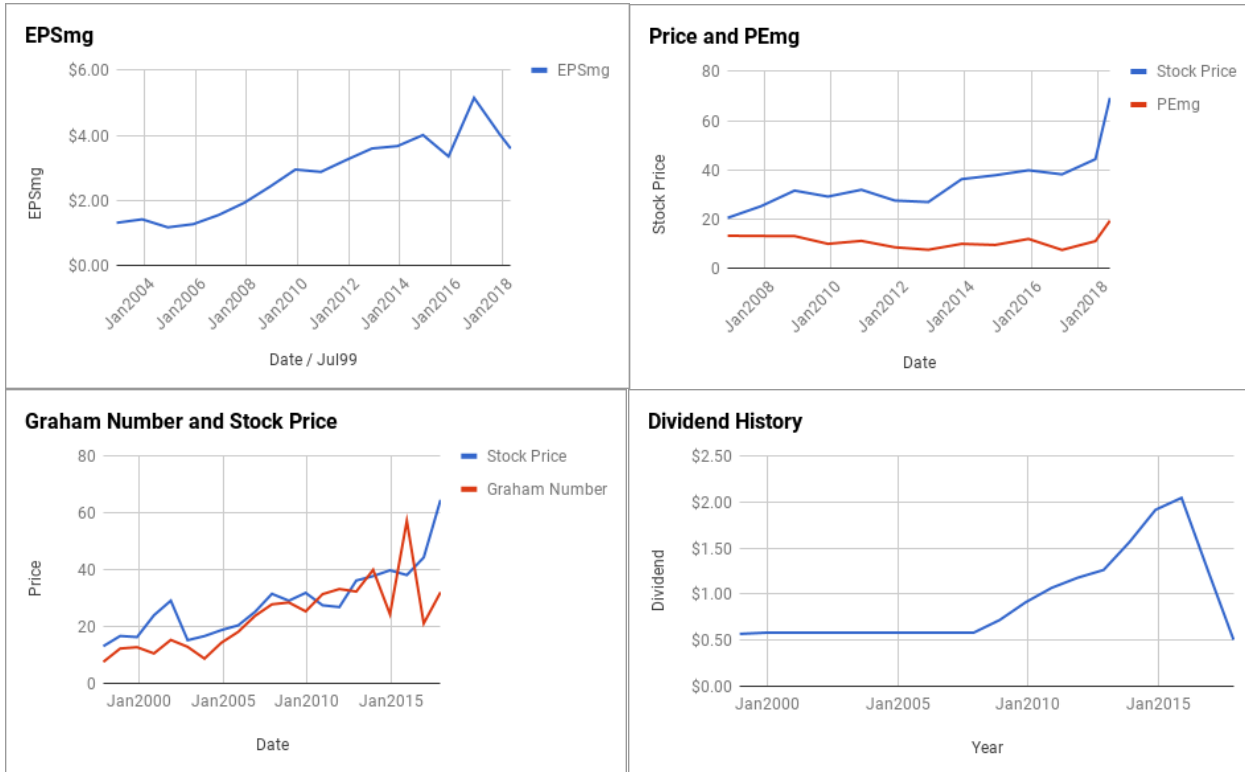 EPSmg
$6.00
$4.00
$2.00
$0.00
EPSmg
EPSmg
Jan2004
Jan2006
Jan2008
Jan2010
Jan2012
Jan2014
Jan2016
Jan2018
Date / Jul99
Price and PEmg
80
60
40
20
0
Stock Price
Stock Price
PEmg
Jan2008
Jan2010
Jan2012
Jan2014
Jan2016
Jan2018
Date
Graham Number and Stock Price
80
60
40
20
0
Price
Stock Price
Graham Number
Jan2000
Jan2005
Jan2010
Jan2015
Date
Dividend History
$2.50
$2.00
$1.50
$1.00
$0.50
$0.00
Dividend
Jan2000
Jan2005
Jan2010
Jan2015
Year